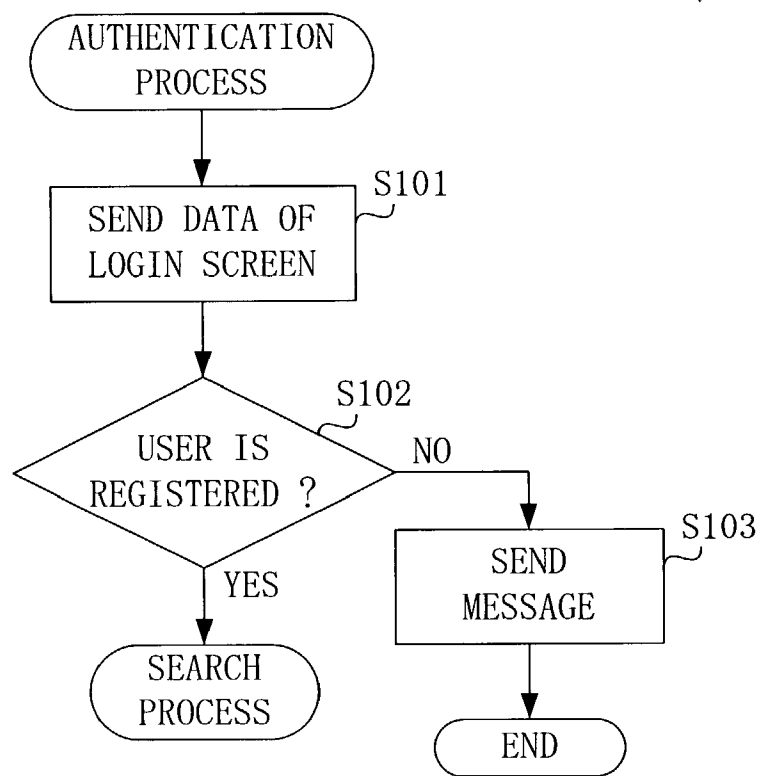 AUTHENTICATION
PROCESS
S101
SEND DATA OF
LOGIN SCREEN
S102
USER IS
REGISTERED ?
NO
YES
S103
SEND
MESSAGE
SEARCH
PROCESS
END